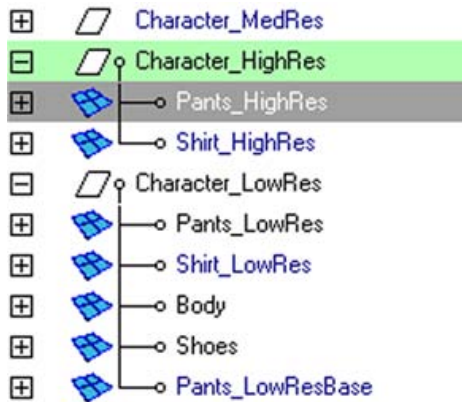 Character_MedRes
Character_HighRes
Pants_HighRes
Shirt_HighRes
Character_LowRes
Pants_LowRes
Shirt_LowRes
Body
Shoes
Pants_LowResBase